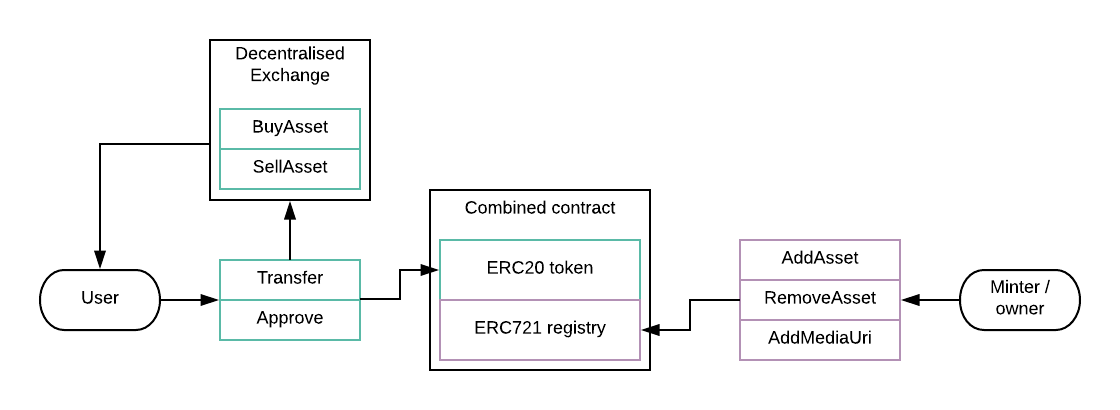 Decentralised
Exchange
BuyAsset
SellAsset
Combined contract
User
Transfer
Approve
ERC20 token
ERC721 registry
AddAsset
RemoveAsset
AddMediaUri
Minter /
owner